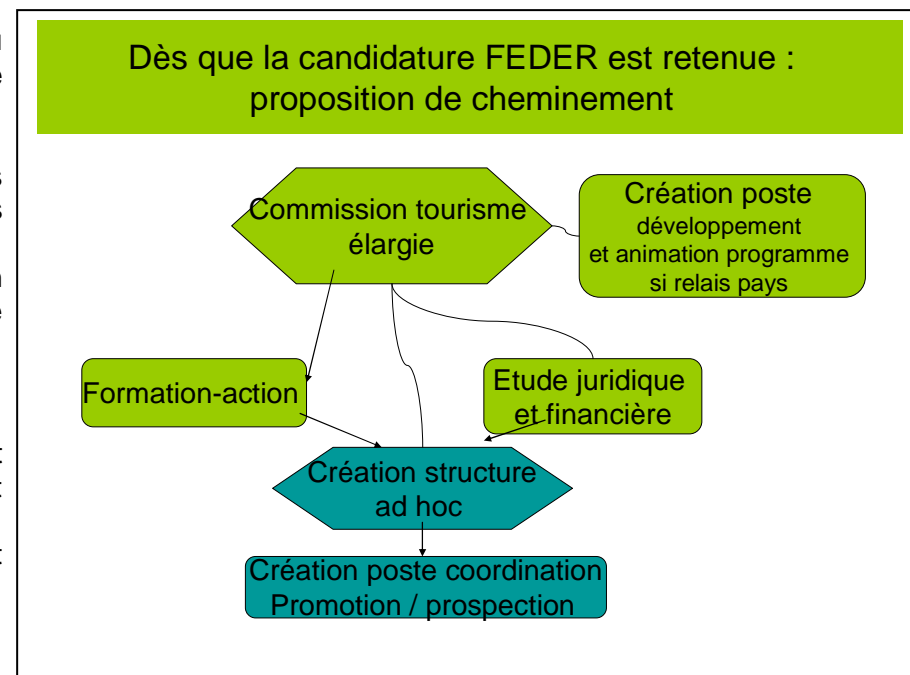 Dès que la candidature FEDER est retenue :
proposition de cheminement
Commission tourisme
élargie
Création poste
développement
et animation programme
si relais pays
Formation-action
Etude juridique
et financière
Création structure
ad hoc
Création poste coordination
Promotion / prospection